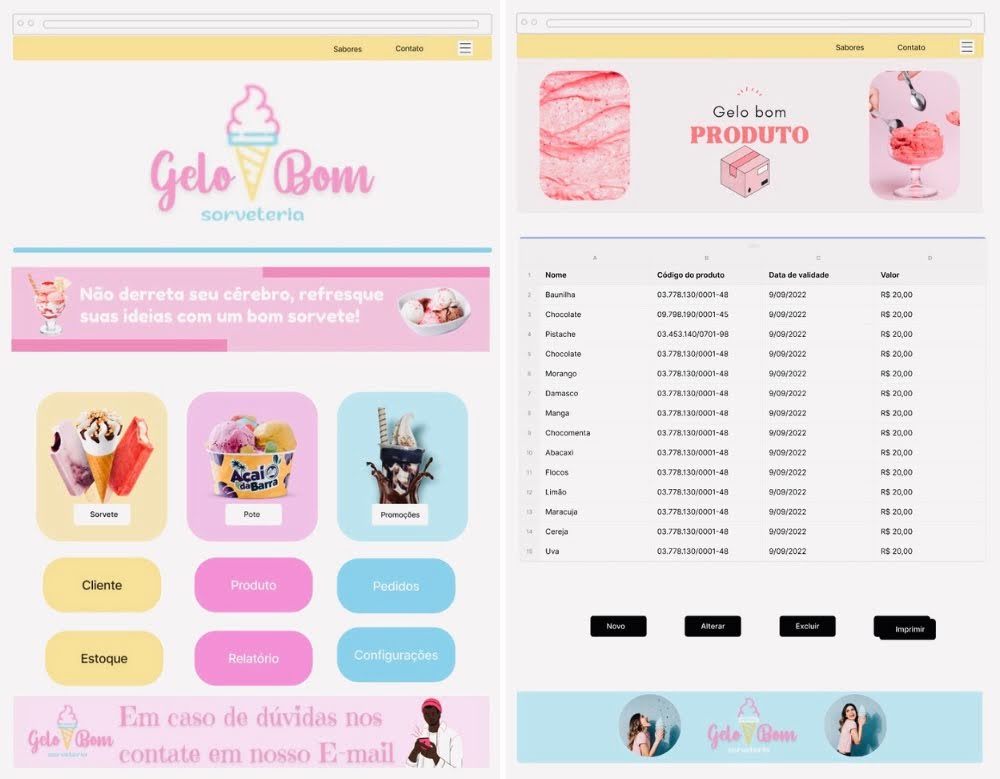 Sabores Contato
Gelo Bom
sorveteria
Não derreta seu cérebro, refresque
suas ideias com um bom sorvete!
Açaí
da Barra
Sorvete Pote Promoções
Cliente Produto Pedidos
Estoque Relatório Configurações
Gelo Bom
sorveteria
Em caso de dúvidas nos
contate em nosso E-mail
Sabores Contato
Gelo bom
PRODUTO
A B C D
1 Nome Código do produto Data de validade Valor
2 Baunilha 03.778.130/0001-48 9/09/2022 R$ 20,00
3 Chocolate 09.798.190/0001-45 9/09/2022 R$ 20,00
4 Pistache 03.453.140/0701-98 9/09/2022 R$ 20,00
5 Chocolate 03.778.130/0001-48 9/09/2022 R$ 20,00
6 Morango 03.778.130/0001-48 9/09/2022 R$ 20,00
7 Damasco 03.778.130/0001-48 9/09/2022 R$ 20,00
8 Manga 03.778.130/0001-48 9/09/2022 R$ 20,00
9 Chocomenta 03.778.130/0001-48 9/09/2022 R$ 20,00
10 Abacaxi 03.778.130/0001-48 9/09/2022 R$ 20,00
11 Flocos 03.778.130/0001-48 9/09/2022 R$ 20,00
12 Limão 03.778.130/0001-48 9/09/2022 R$ 20,00
13 Maracuja 03.778.130/0001-48 9/09/2022 R$ 20,00
14 Cereja 03.778.130/0001-48 9/09/2022 R$ 20,00
15 Uva 03.778.130/0001-48 9/09/2022 R$ 20,00
Novo Alterar Excluir Imprimir
Gelo Bom
sorveteria